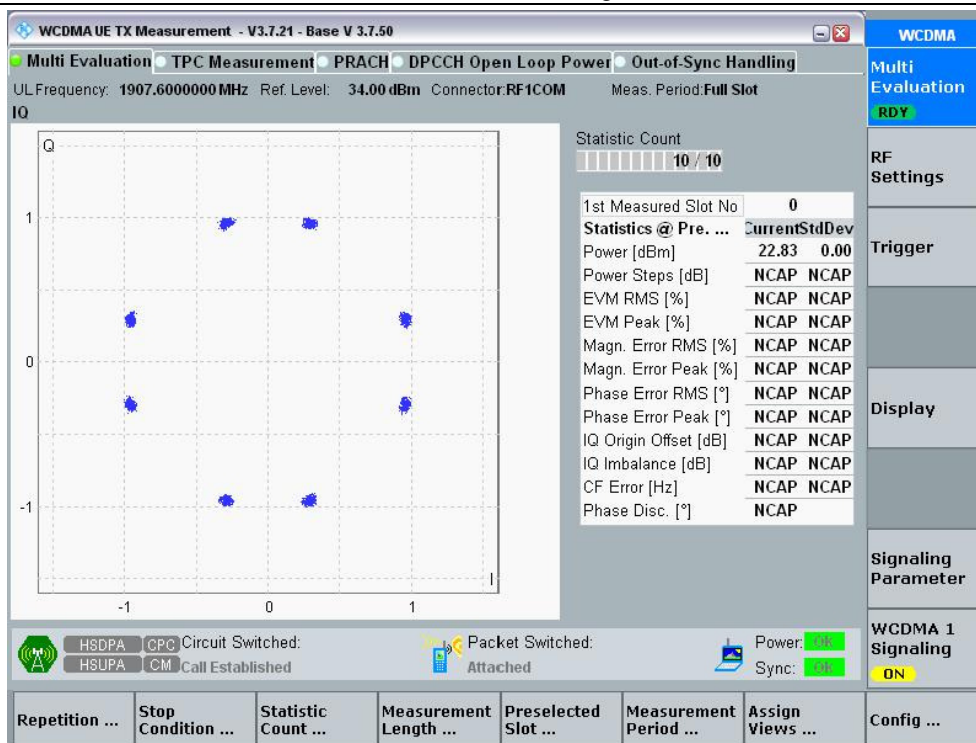 WCDMA UE TX Measurement - V3.7.21 - Base V 3.7.50
WCDMA
Multi Evaluation TPC Measurement PRACH DPCCH Open Loop Power Out-of-Sync Handling
UL Frequency: 1907.6000000 MHz Ref. Level: 34.00 dBm Connector:RF1COM Meas. Period:Full Slot
IQ
Multi
Evaluation
RDY
Q
1
0
-1
-1 0 1
I
Statistic Count
10 / 10
1st Measured Slot No 0
Statistics @ Pre. ... Current StdDev
Power [dBm] 22.83 0.00
Power Steps [dB] NCAP NCAP
EVM RMS [%] NCAP NCAP
EVM Peak [%] NCAP NCAP
Magn. Error RMS [%] NCAP NCAP
Magn. Error Peak [%] NCAP NCAP
Phase Error RMS [°] NCAP NCAP
Phase Error Peak [°] NCAP NCAP
IQ Origin Offset [dB] NCAP NCAP
IQ Imbalance [dB] NCAP NCAP
CF Error [Hz] NCAP NCAP
Phase Disc. [°] NCAP
RF
Settings
Trigger
Display
Signaling
Parameter
WCDMA 1
Signaling
ON
HSDPA CPC Circuit Switched: Packet Switched: Power: OK
HSUPA CM Call Established Attached Sync: OK
Repetition ...
Stop
Condition ...
Statistic
Count ...
Measurement
Length ...
Preselected
Slot ...
Measurement
Period ...
Assign
Views ...
Config ...